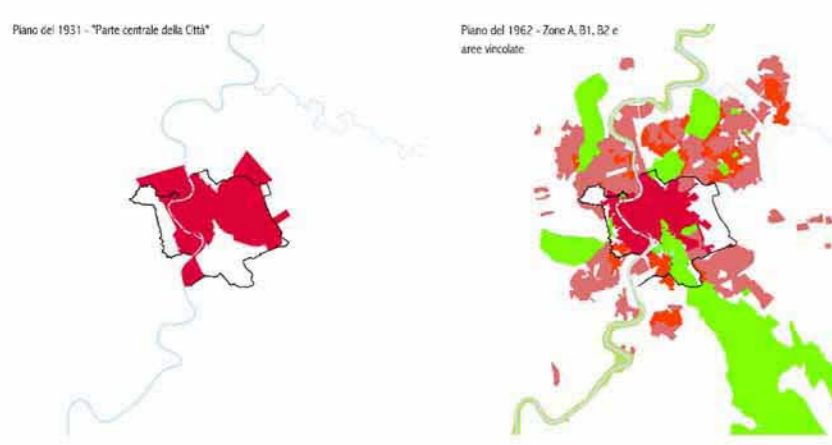 Piano del 1931 - "Parte centrale della Città"
Piano del 1962 - Zone A, B1, B2 e
aree vincolate